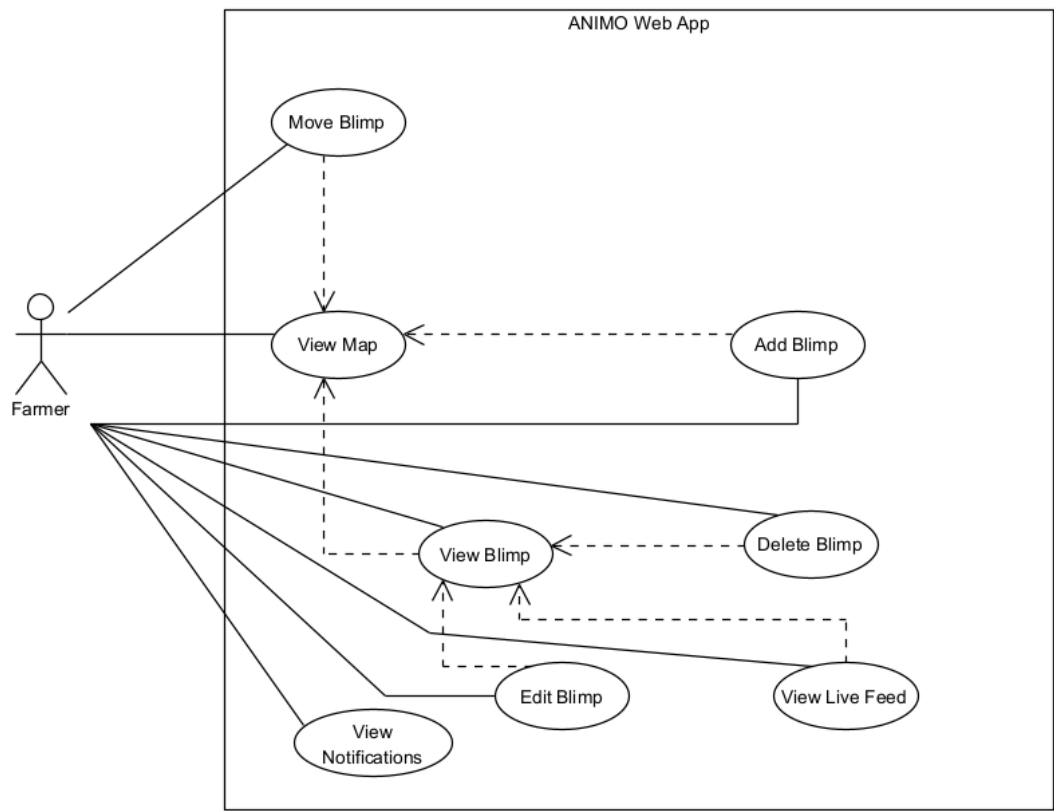 ANIMO Web App
Move Blimp
View Map
Add Blimp
Farmer
View Blimp
Delete Blimp
Edit Blimp
View Live Feed
View
Notifications